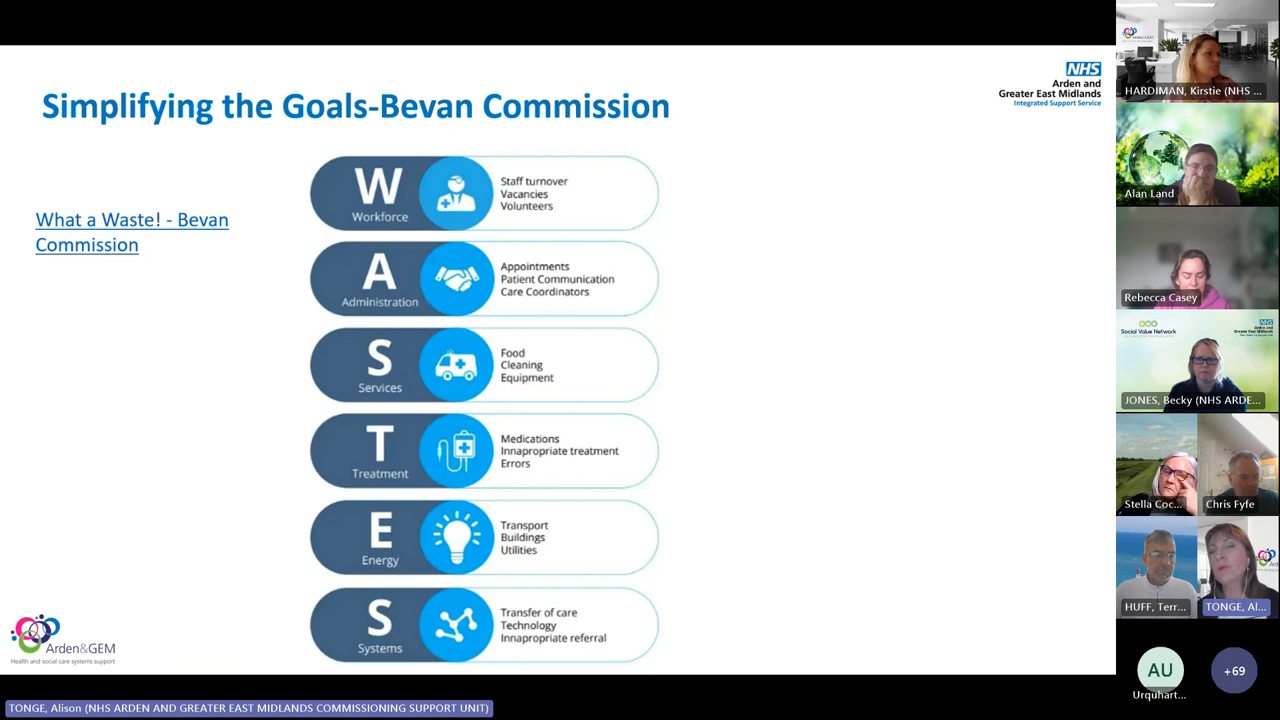 Simplifying the Goals-Bevan Commission
NHS
Arden and
Greater East Midlands
Integrated Support Service
What a Waste! - Bevan
Commission
W
Workforce
Staff turnover
Vacancies
Volunteers
A
Administration
Appointments
Patient Communication
Care Coordinators
S
Services
Food
Cleaning
Equipment
T
Treatment
Medications
Innapropriate treatment
Errors
E
Energy
Transport
Buildings
Utilities
S
Systems
Transfer of care
Technology
Innapropriate referral
Arden&GEM
Health and social care systems support
TONGE, Alison (NHS ARDEN AND GREATER EAST MIDLANDS COMMISSIONING SUPPORT UNIT)
HARDIMAN, Kirstie (NHS ...
Alan Land
Rebecca Casey
Social Value Network
NHS
JONES, Becky (NHS ARDE...
Stella Coc...
Chris Fyfe
HUFF, Terr...
TONGE, Al...
AU
Urquhart...
+69